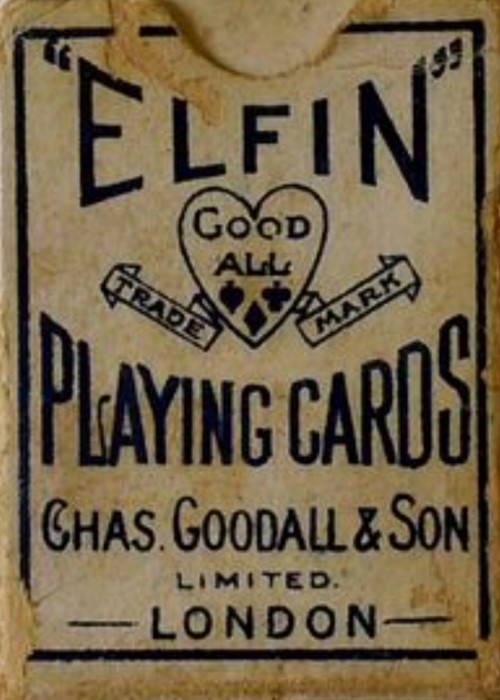 "ELFIN"
GOOD
ALL
TRADE MARK
PLAYING CARDS
CHAS. GOODALL & SON
LIMITED.
LONDON